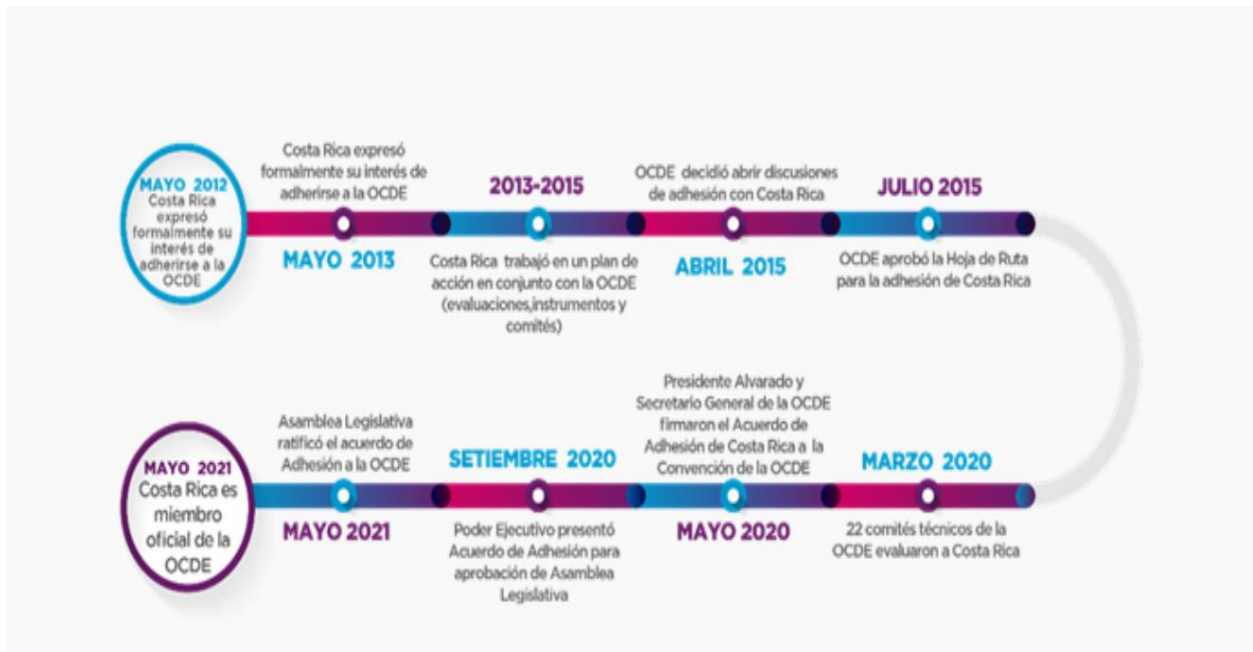 MAYO 2012
Costa Rica
expresó
formalmente su
interés de
adherirse a la
OCDE
Costa Rica expresó
formalmente su interés de
adherirse a la OCDE
MAYO 2013
2013-2015
Costa Rica trabajó en un plan de
acción en conjunto con la OCDE
(evaluaciones,instrumentos y
comités)
OCDE decidió abrir discusiones
de adhesión con Costa Rica
ABRIL 2015
JULIO 2015
OCDE aprobó la Hoja de Ruta
para la adhesión de Costa Rica
MARZO 2020
22 comités técnicos de la
OCDE evaluaron a Costa Rica
Presidente Alvarado y
Secretario General de la OCDE
firmaron el Acuerdo de
Adhesión de Costa Rica a la
Convención de la OCDE
MAYO 2020
SETIEMBRE 2020
Poder Ejecutivo presentó
Acuerdo de Adhesión para
aprobación de Asamblea
Legislativa
Asamblea Legislativa
ratificó el acuerdo de
Adhesión a la OCDE
MAYO 2021
MAYO 2021
Costa Rica es
miembro
oficial de la
OCDE